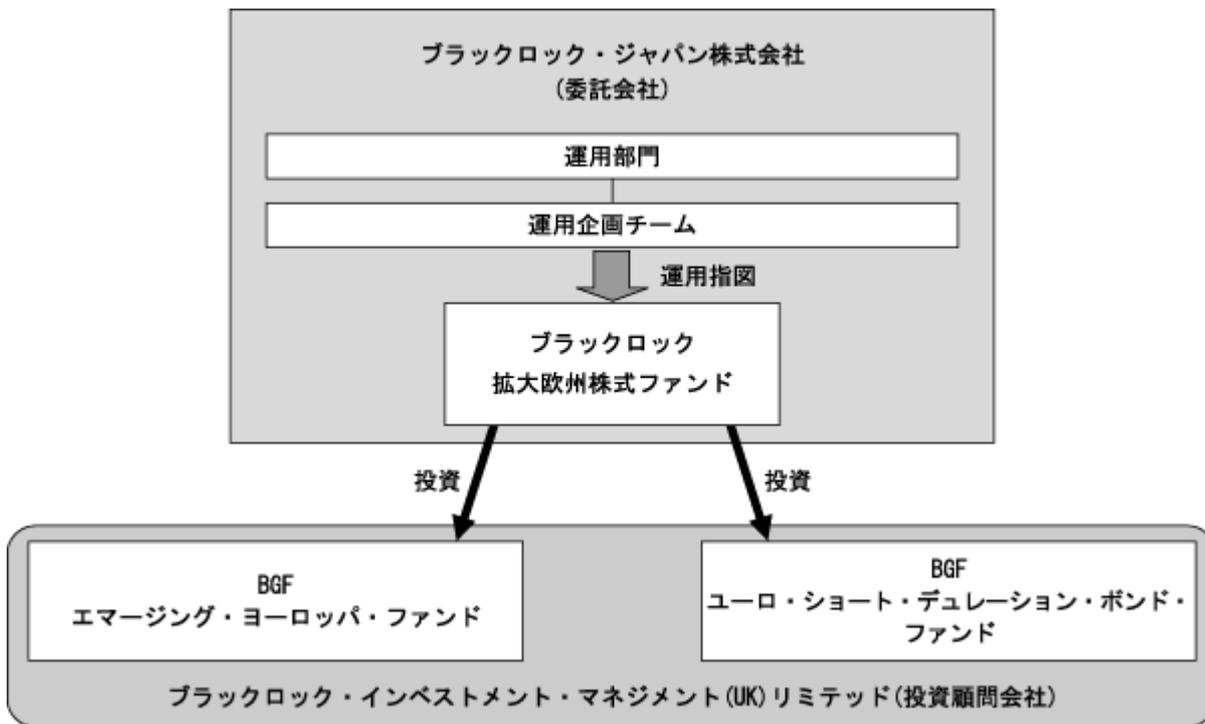 ブラックロック・ジャパン株式会社
(委託会社)
運用部門
運用企画チーム
運用指図
ブラックロック
拡大欧州株式ファンド
投資
投資
BGF
エマージング・ヨーロッパ・ファンド
BGF
ユーロ・ショート・デュレーション・ボンド・
ファンド
ブラックロック・インベストメント・マネジメント(UK)リミテッド(投資顧問会社)